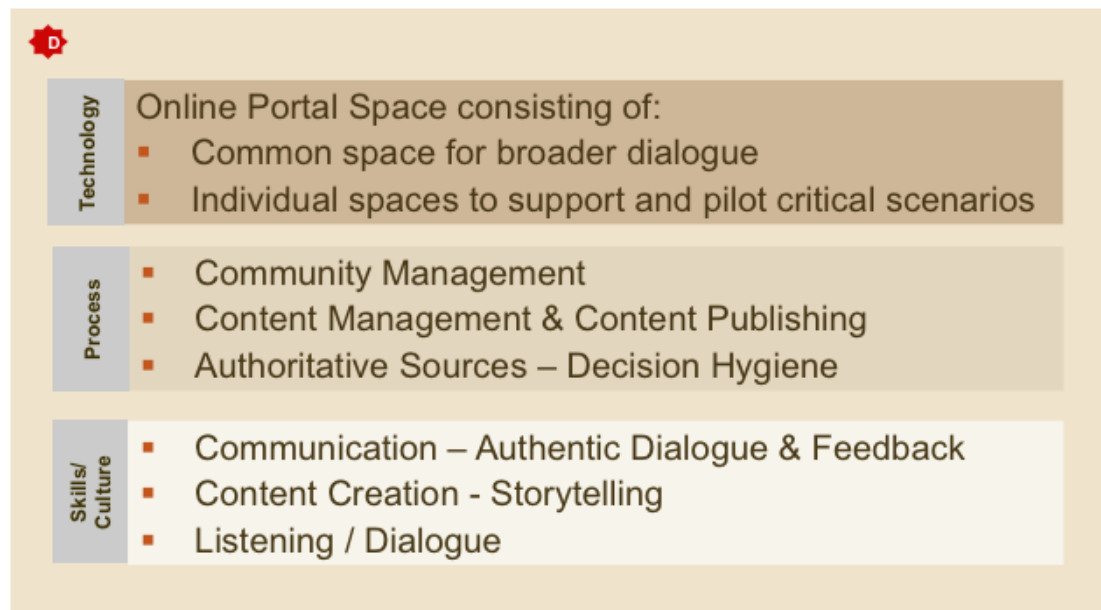 D
Technology
Online Portal Space consisting of:
▪ Common space for broader dialogue
▪ Individual spaces to support and pilot critical scenarios
Process
▪ Community Management
▪ Content Management & Content Publishing
▪ Authoritative Sources – Decision Hygiene
Skills/
Culture
▪ Communication – Authentic Dialogue & Feedback
▪ Content Creation - Storytelling
▪ Listening / Dialogue